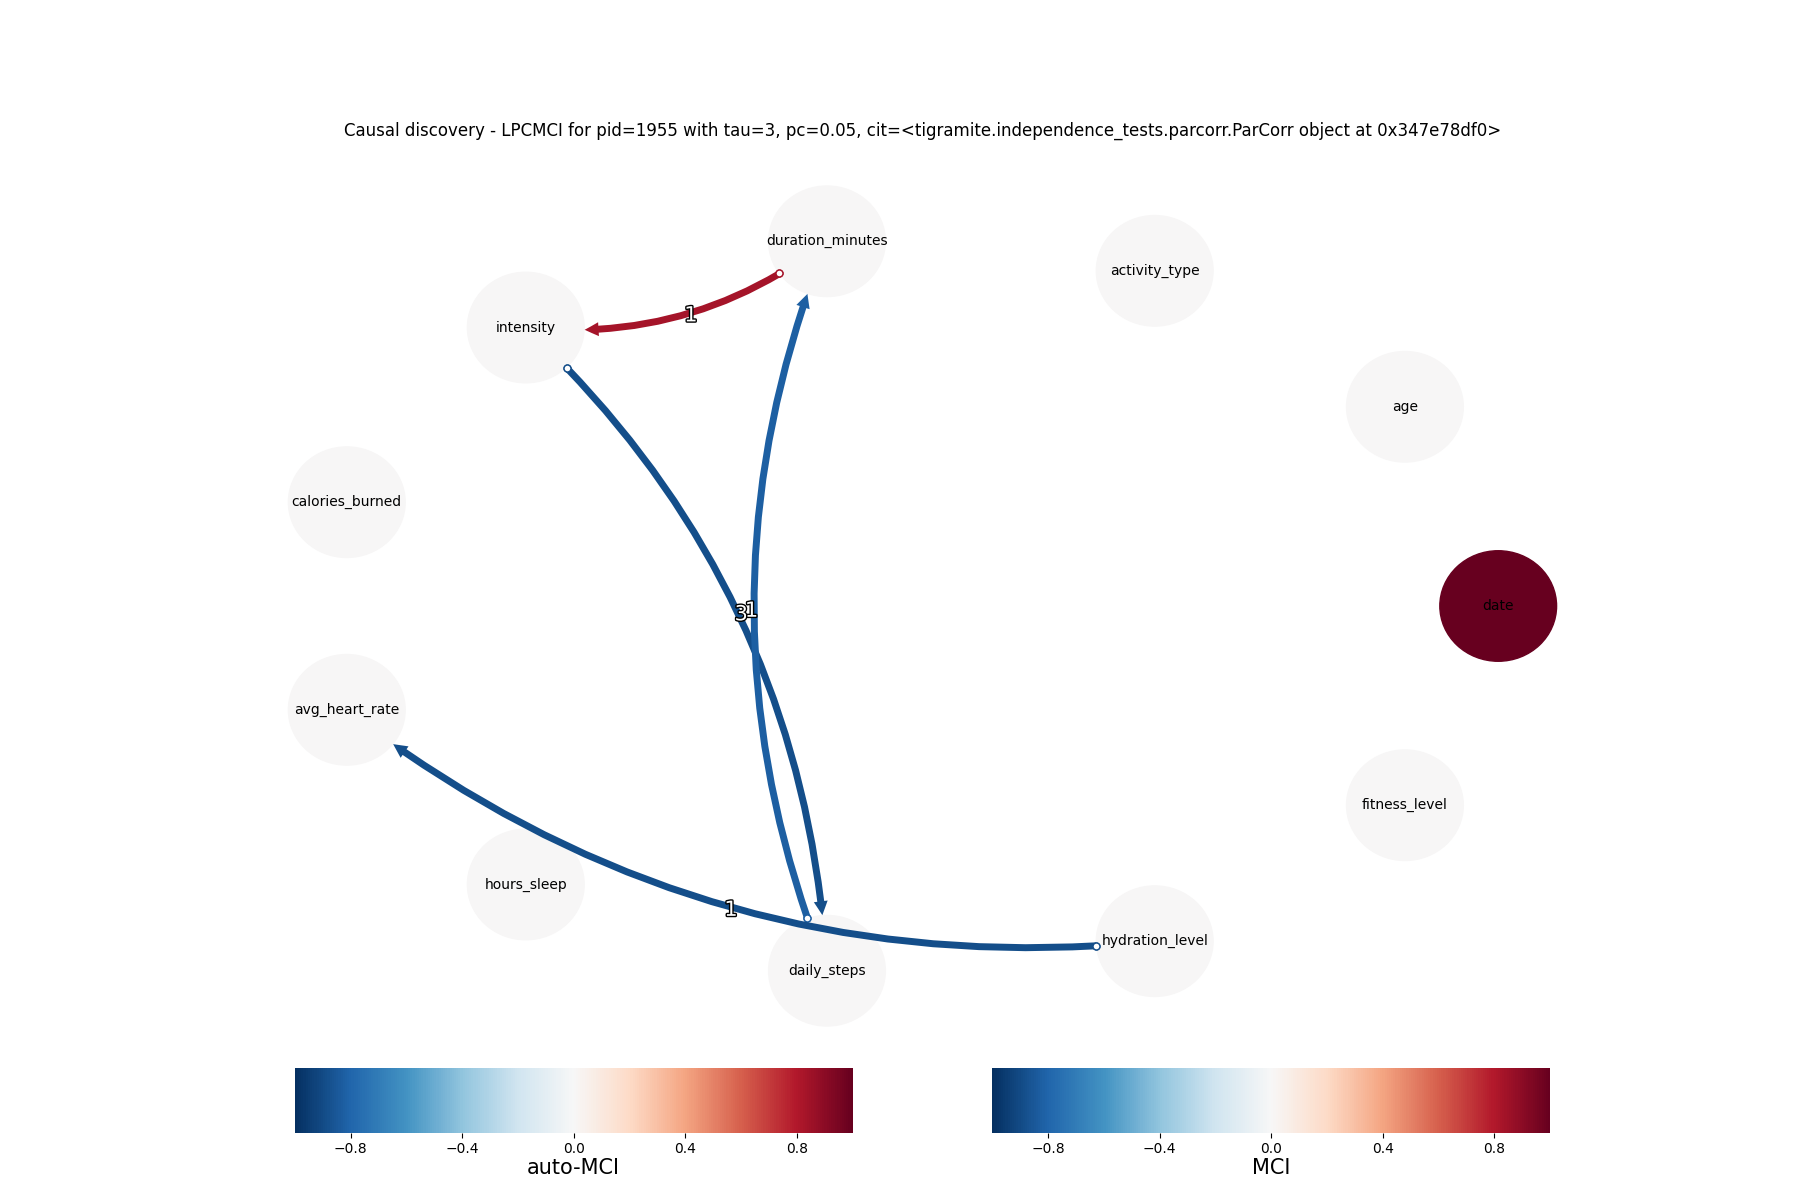 Causal discovery - LPCMCI for pid=1955 with tau=3, pc=0.05, cit=<tigramite.independence_tests.parcorr.ParCorr object at 0x347e78df0>
duration_minutes
activity_type
intensity
1
age
calories_burned
date
3
1
avg_heart_rate
fitness_level
hours_sleep
1
hydration_level
daily_steps
−0.8 −0.4 0.0 0.4 0.8
auto-MCI
−0.8 −0.4 0.0 0.4 0.8
MCI